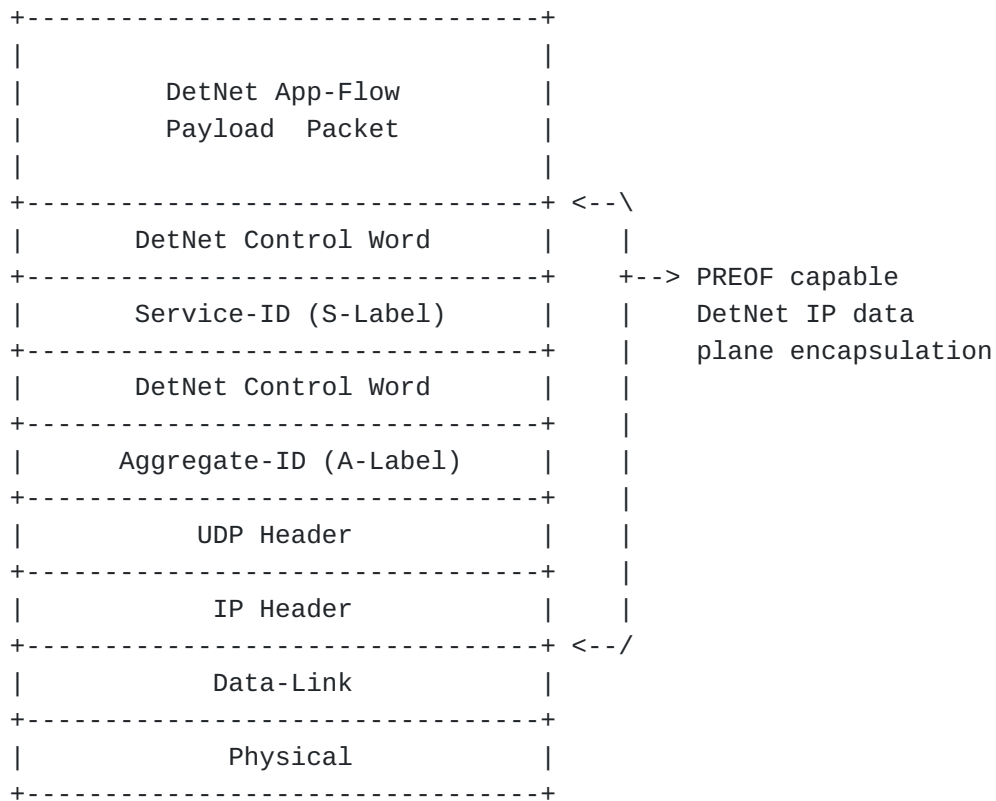 +---------------------------------+
|                                 |
|         DetNet App-Flow         |
|         Payload  Packet         |
|                                 |
+---------------------------------+ <--\
|       DetNet Control Word       |    |
+---------------------------------+    +--> PREOF capable
|       Service-ID (S-Label)      |    |    DetNet IP data
+---------------------------------+    |    plane encapsulation
|       DetNet Control Word       |    |
+---------------------------------+    |
|      Aggregate-ID (A-Label)     |    |
+---------------------------------+    |
|           UDP Header            |    |
+---------------------------------+    |
|            IP Header            |    |
+---------------------------------+ <--/
|            Data-Link            |
+---------------------------------+
|             Physical            |
+---------------------------------+